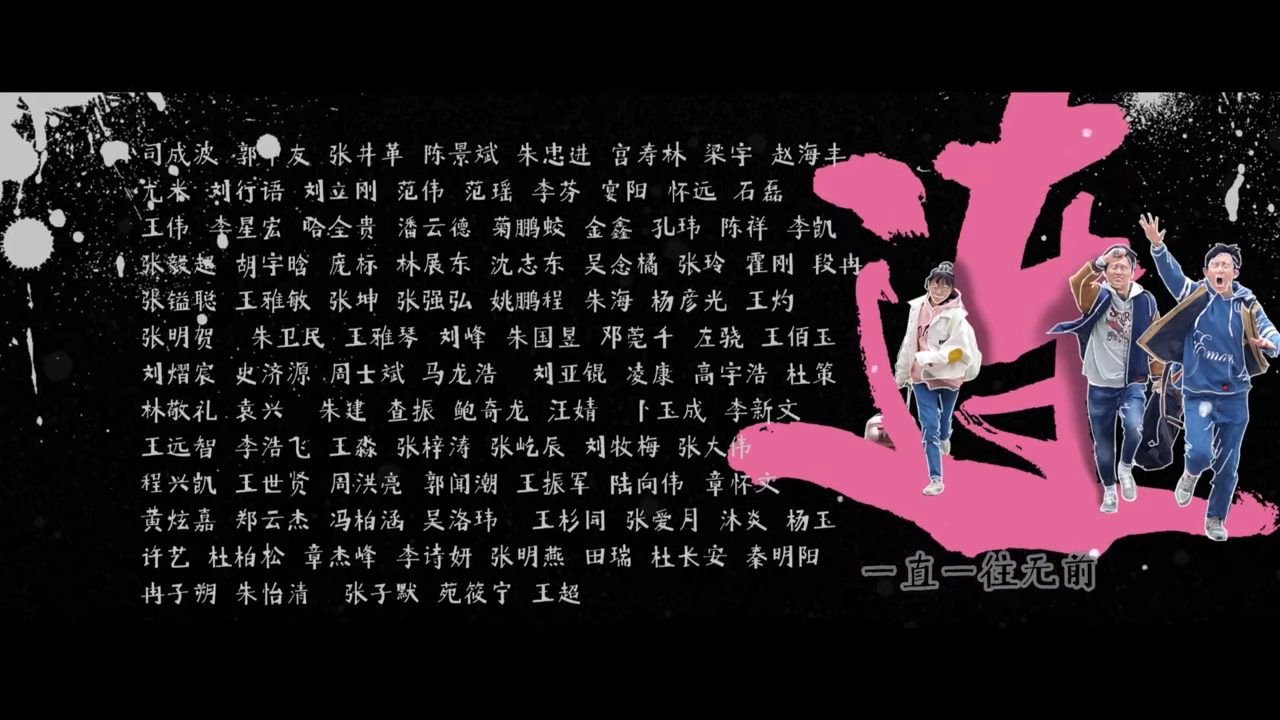 司成波 张井革 陈景斌 朱忠进 宫寿林 梁宇 赵海丰
尤米 刘行语 刘立刚 范伟 范瑶 李芬 宴阳 怀远 石磊
王伟 李星宏 哈全贵 潘云德 菊鹏蛟 金鑫 孔玮 陈祥 李凯
张毅超 胡宇晗 庞标 林展东 沈志东 吴念橘 张玲 霍刚 段冉
张镒聪 王雅敏 张坤 张强弘 姚鹏程 朱海 杨彦光 王灼
张明贺 朱卫民 王雅琴 刘峰 朱国昱 邓莞千 左骁 王佰玉
刘熠宸 史济源 周士斌 马龙浩 刘亚锟 凌康 高宇浩 杜策
林敬礼 袁兴 朱建 查振 鲍奇龙 汪婧 卜玉成 李新文
王远智 李浩飞 王淼 张梓涛 张屹辰 刘牧梅 张大伟
程兴凯 王世贤 周洪亮 郭闻潮 王振军 陆向伟 章怀文
黄炫嘉 郑云杰 冯柏涵 吴洛玮 王杉同 张爱月 沐炎 杨玉
许艺 杜柏松 章杰峰 李诗妍 张明燕 田瑞 杜长安 秦明阳
冉子朔 朱怡清 张子默 苑筱宁 王超
一直一往无前